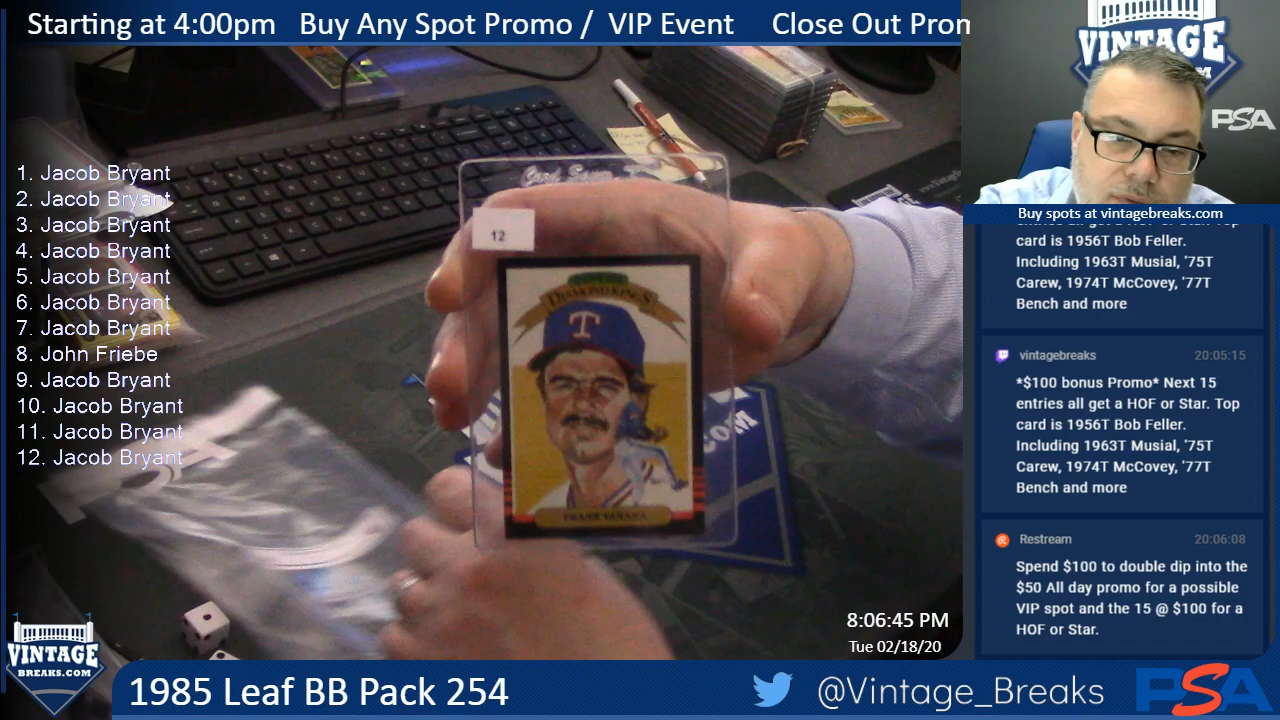 Starting at 4:00pm Buy Any Spot Promo / VIP Event Close Out Prom
VINTAGE
PSA
Buy spots at vintagebreaks.com
1. Jacob Bryant
2. Jacob Bryant
3. Jacob Bryant
4. Jacob Bryant
5. Jacob Bryant
6. Jacob Bryant
7. Jacob Bryant
8. John Friebe
9. Jacob Bryant
10. Jacob Bryant
11. Jacob Bryant
12. Jacob Bryant
12
DIAMOND KINGS
T
FRANK TANANA
card is 1956T Bob Feller.
Including 1963T Musial, '75T
Carew, 1974T McCovey, '77T
Bench and more
vintagebreaks 20:05:15
*$100 bonus Promo* Next 15
entries all get a HOF or Star. Top
card is 1956T Bob Feller.
Including 1963T Musial, '75T
Carew, 1974T McCovey, '77T
Bench and more
Restream 20:06:08
Spend $100 to double dip into the
$50 All day promo for a possible
VIP spot and the 15 @ $100 for a
HOF or Star.
8:06:45 PM
Tue 02/18/20
VINTAGE
BREAKS.COM
1985 Leaf BB Pack 254
@Vintage_Breaks
PSA